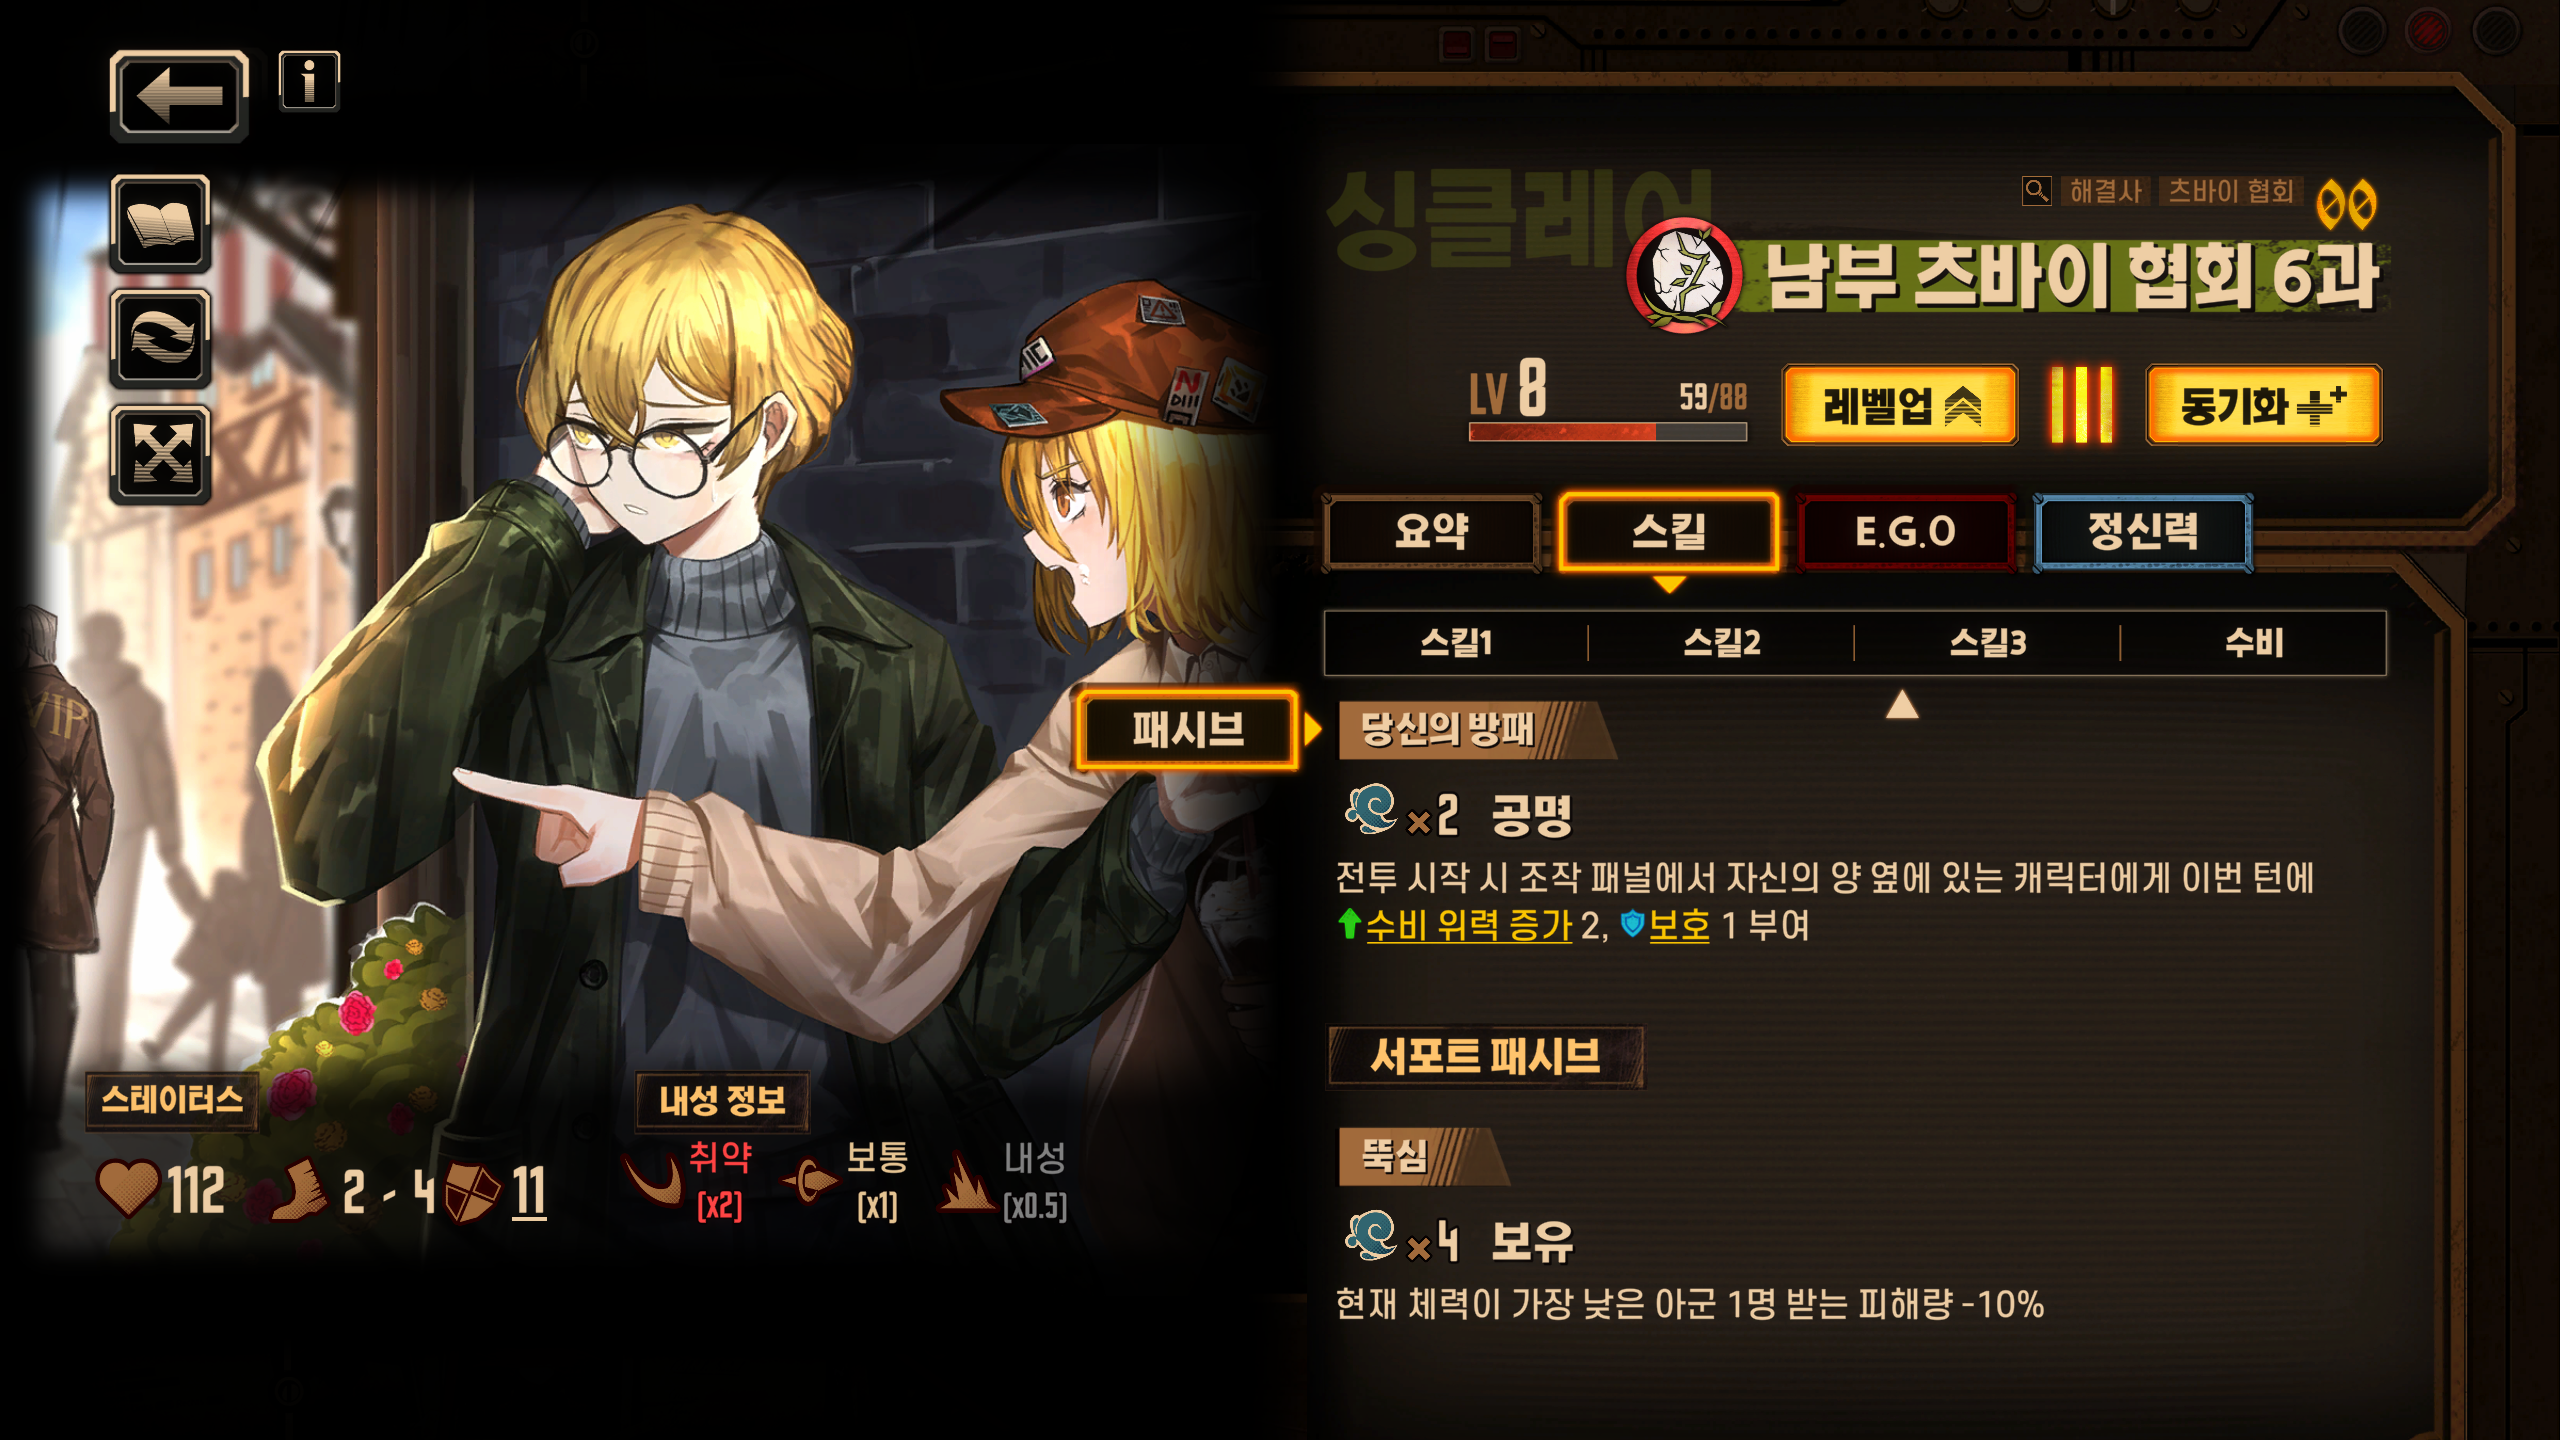 싱클레어
해결사 츠바이 협회
남부 츠바이 협회 6과
LV 8 59/88
레벨업
동기화
요약 스킬 E.G.O 정신력
스킬1 스킬2 스킬3 수비
패시브
당신의 방패
×2 공명
전투 시작 시 조작 패널에서 자신의 양 옆에 있는 캐릭터에게 이번 턴에
수비 위력 증가 2, 보호 1 부여
서포트 패시브
뚝심
×4 보유
현재 체력이 가장 낮은 아군 1명 받는 피해량 -10%
VIP
스테이터스
112 2 - 4 11
내성 정보
취약 [x2]
보통 [x1]
내성 [x0.5]